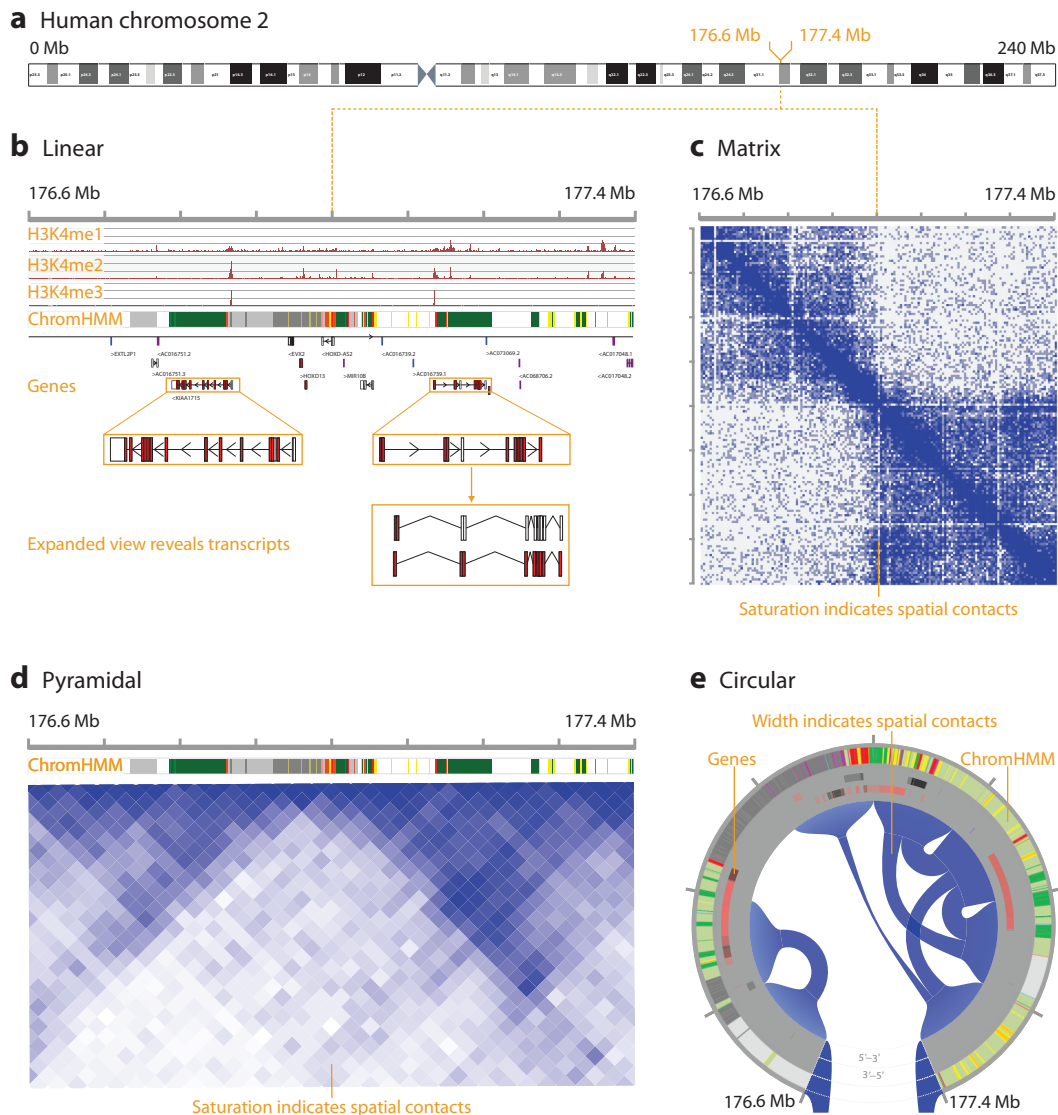 a Human chromosome 2
0 Mb
176.6 Mb 177.4 Mb
240 Mb
b Linear
176.6 Mb 177.4 Mb
H3K4me1
H3K4me2
H3K4me3
ChromHMM
>EXTL2P1 <AC016751.2 <EVX2 <HOXD-AS2 <AC016739.2 >AC073069.2 <AC017048.1
>AC016751.3 >HOXD13 >MIR10B >AC016739.1 <AC068706.2 <AC017048.2
Genes
<KIAA1715
Expanded view reveals transcripts
c Matrix
176.6 Mb 177.4 Mb
Saturation indicates spatial contacts
d Pyramidal
176.6 Mb 177.4 Mb
ChromHMM
Saturation indicates spatial contacts
e Circular
Width indicates spatial contacts
Genes ChromHMM
5'–3'
3'–5'
176.6 Mb 177.4 Mb